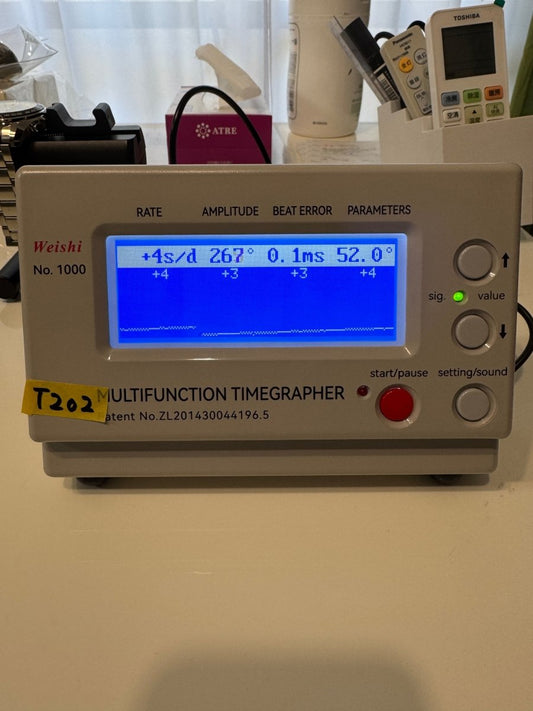 TOSHIBA
Panasonic
ATRE
RATE AMPLITUDE BEAT ERROR PARAMETERS
Weishi
No. 1000
+4s/d 267° 0.1ms 52.0°
+4 +3 +3 +4
sig. value
start/pause setting/sound
T202
MULTIFUNCTION TIMEGRAPHER
atent No.ZL201430044196.5